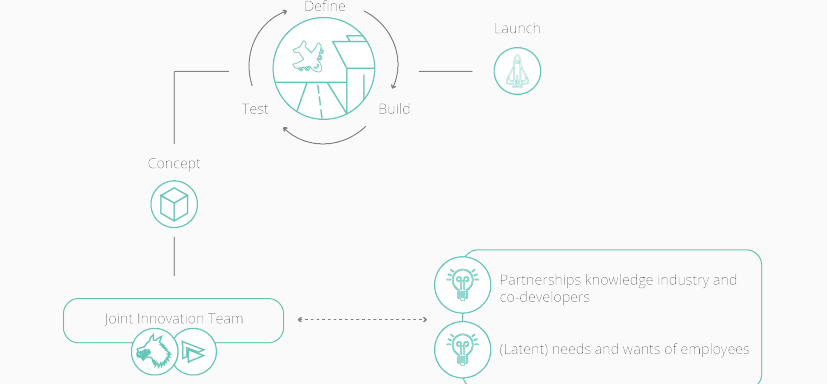 Define
Launch
Test
Build
Concept
Partnerships knowledge industry and
co-developers
Joint Innovation Team
(Latent) needs and wants of employees